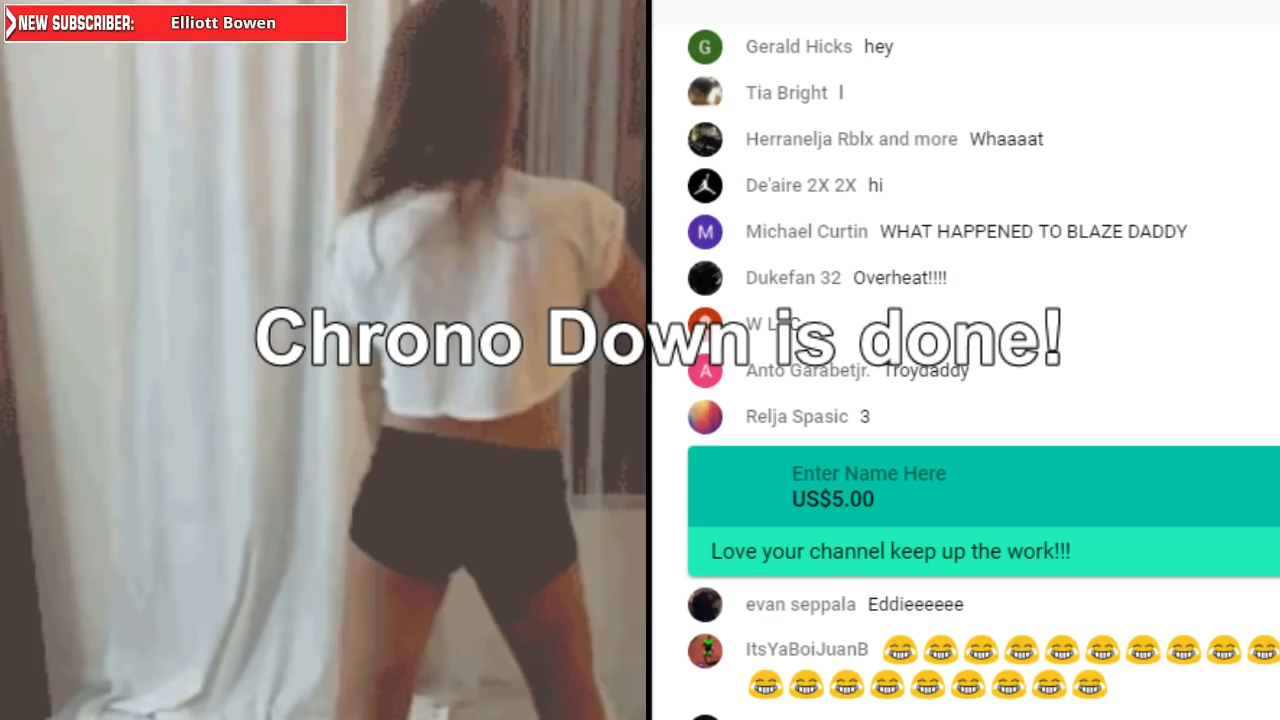 NEW SUBSCRIBER: Elliott Bowen
Gerald Hicks hey
Tia Bright I
Herranelja Rblx and more Whaaaat
De'aire 2X 2X hi
Michael Curtin WHAT HAPPENED TO BLAZE DADDY
Dukefan 32 Overheat!!!!
Chrono Down is done!
Anto Garabetjr. Troydaddy
Relja Spasic 3
Enter Name Here
US$5.00
Love your channel keep up the work!!!
evan seppala Eddieeeeee
ItsYaBoiJuanB 😂😂😂😂😂😂😂😂😂😂
😂😂😂😂😂😂😂😂😂